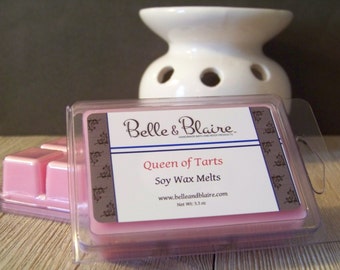 Belle & Blaire
Queen of Tarts
Soy Wax Melts
www.belleandblaire.com